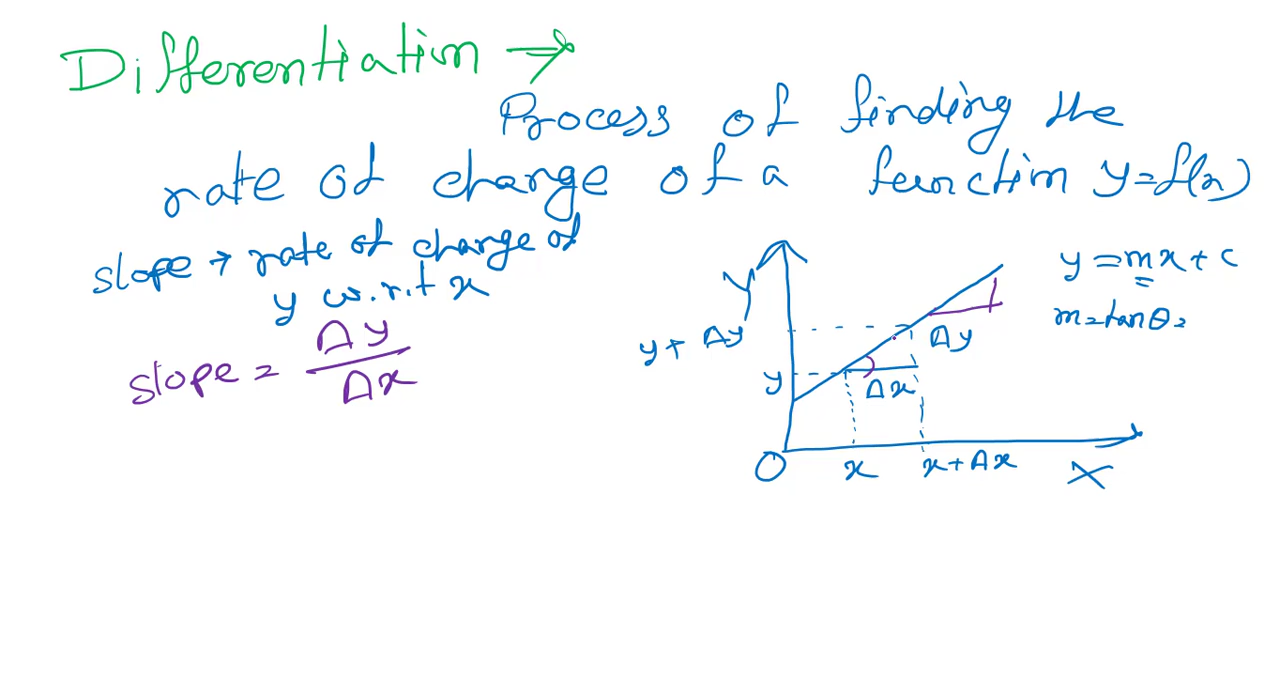 Differentiation →
Process of finding the
rate of change of a function y=f(x)
slope → rate of change of
y w.r.t x
slope = Δy/Δx
Y
y + Δy
y
O
x
x+Δx
X
Δx
Δy
y = mx + c
m = tanθ =